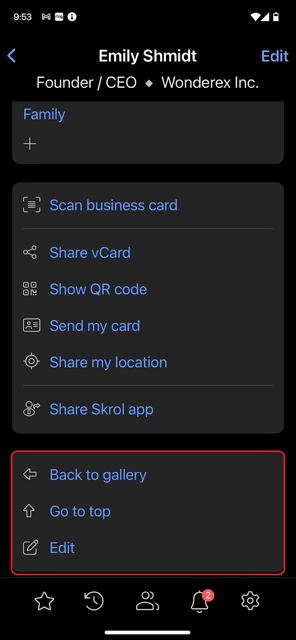 9:53
Emily Shmidt
Edit
Founder / CEO ◆ Wonderex Inc.
Family
Scan business card
Share vCard
Show QR code
Send my card
Share my location
Share Skrol app
Back to gallery
Go to top
Edit
2